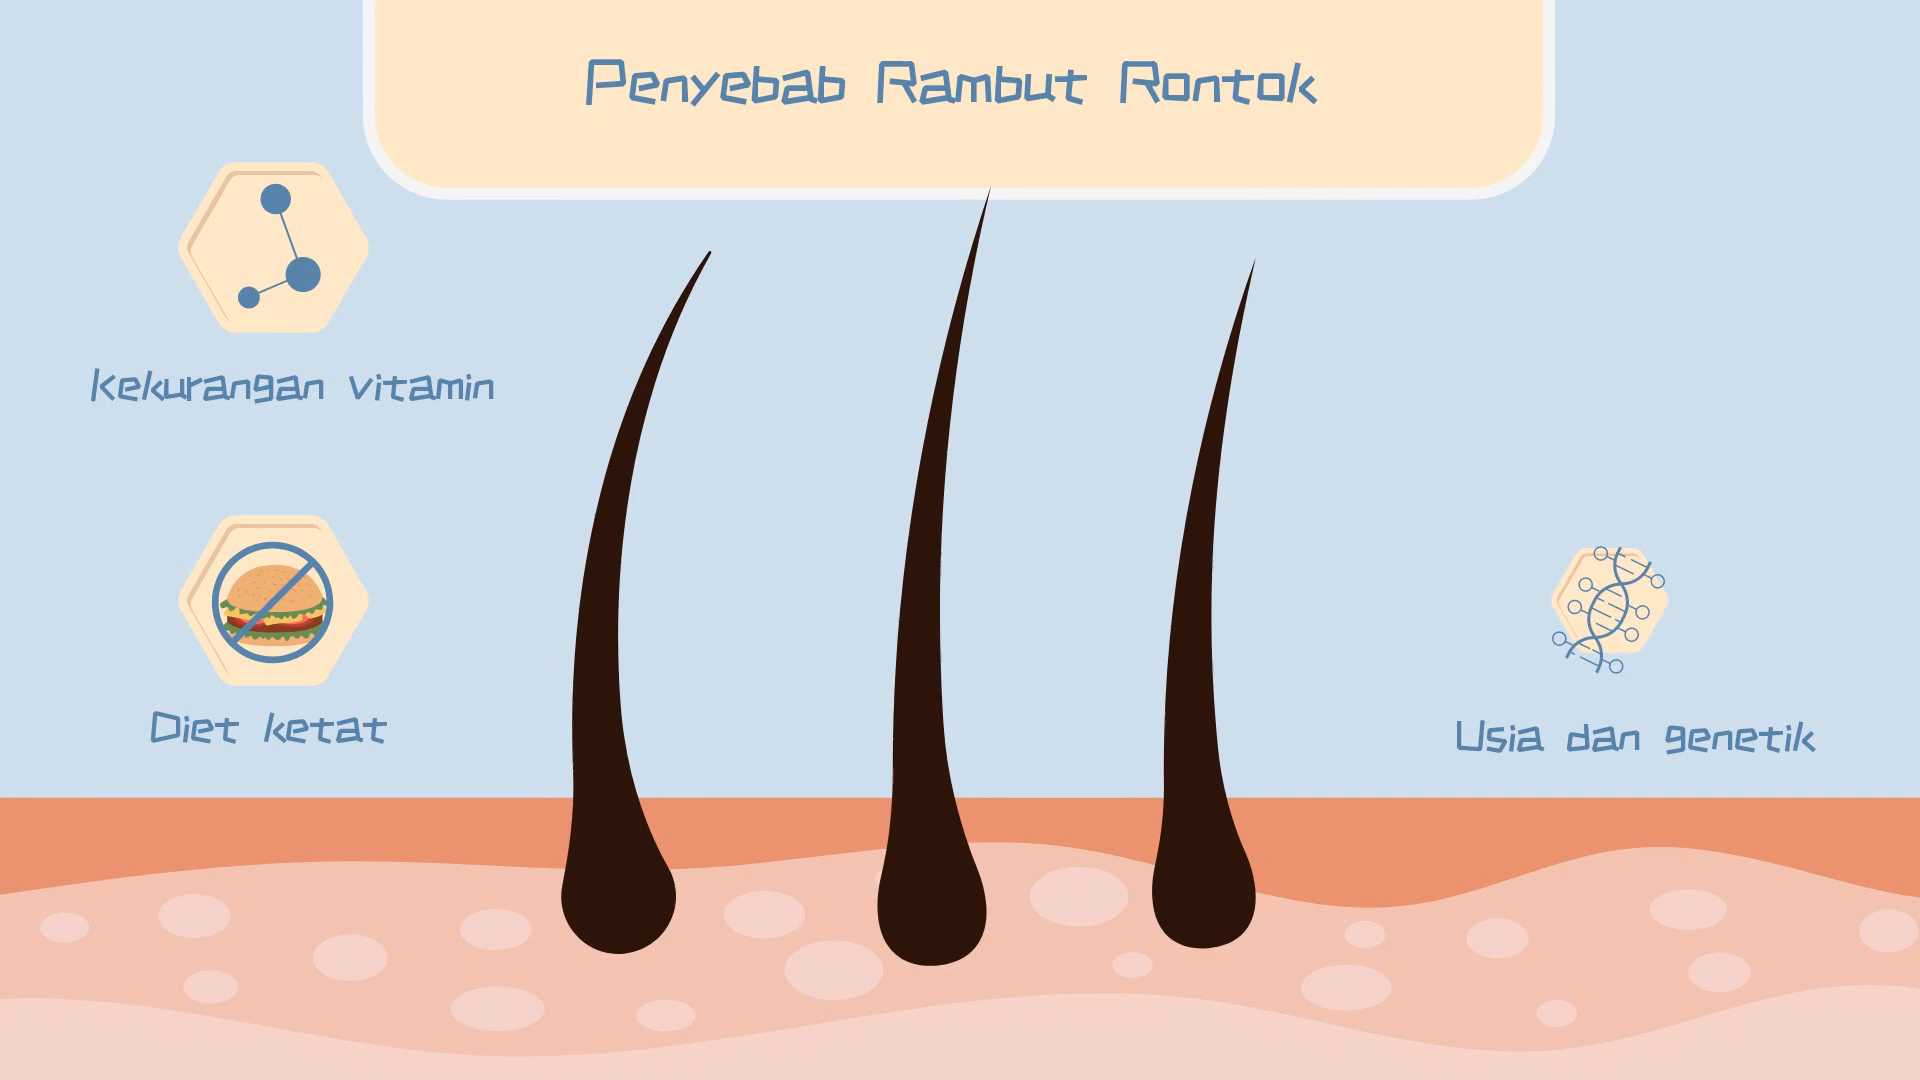 Penyebab Rambut Rontok
Kekurangan vitamin
Diet ketat
Usia dan genetik